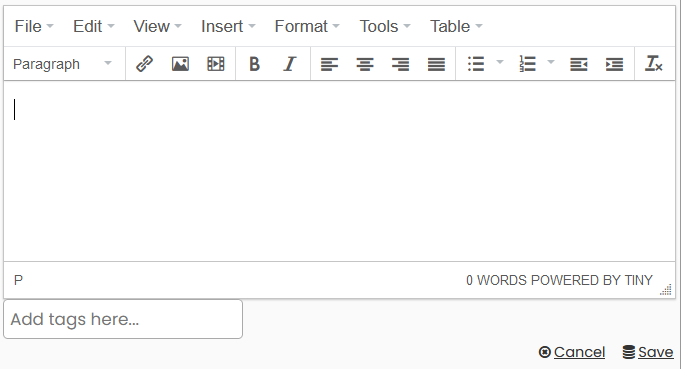 File Edit View Insert Format Tools Table
Paragraph B I
P 0 WORDS POWERED BY TINY
Add tags here...
Cancel Save